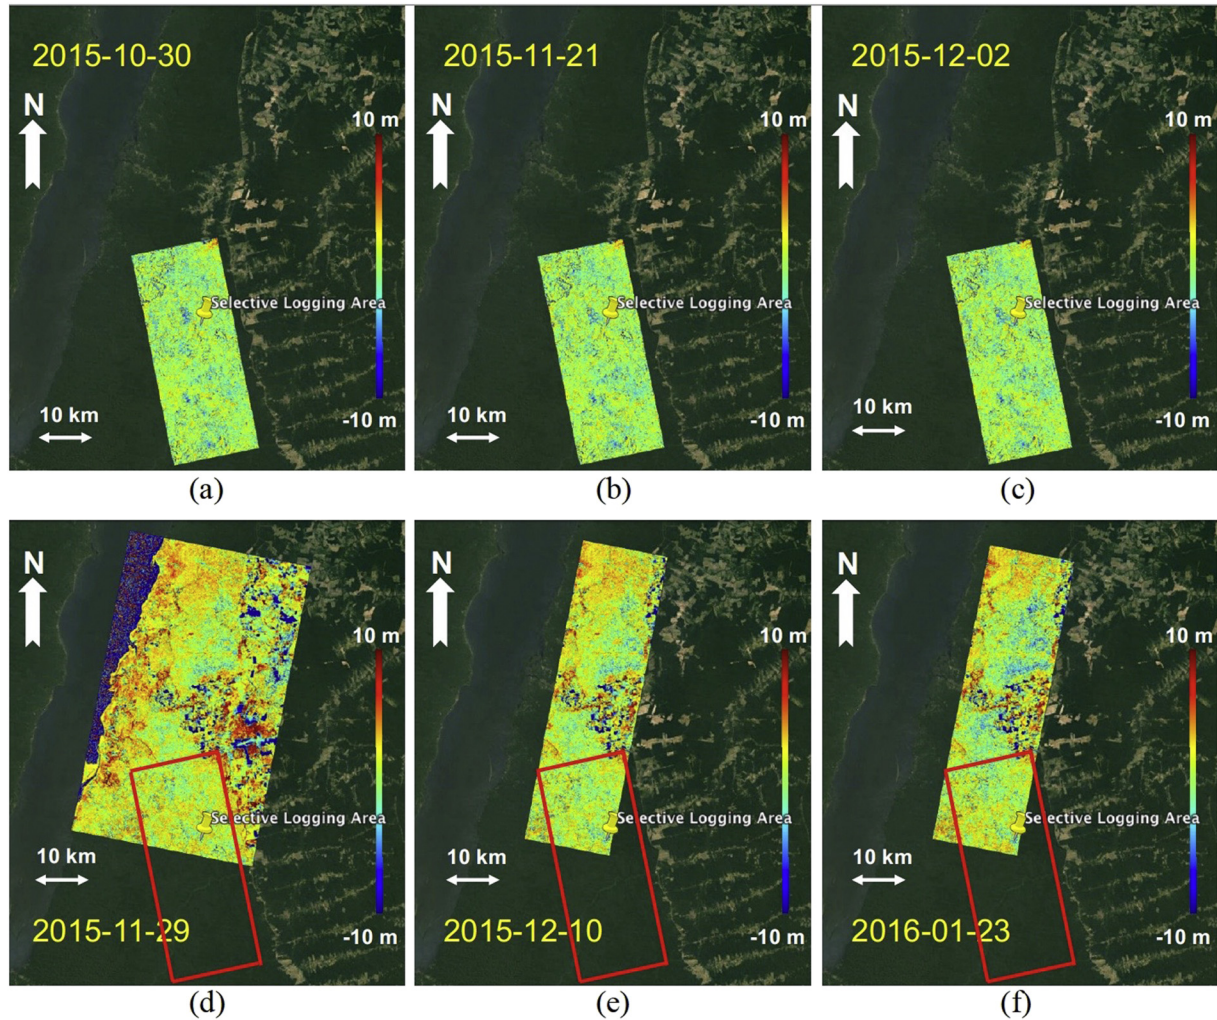 2015-10-30
N
10 m
Selective Logging Area
10 km
-10 m
(a)
2015-11-21
N
10 m
Selective Logging Area
10 km
-10 m
(b)
2015-12-02
N
10 m
Selective Logging Area
10 km
-10 m
(c)
N
10 m
Selective Logging Area
10 km
2015-11-29
-10 m
(d)
N
10 m
Selective Logging Area
10 km
2015-12-10
-10 m
(e)
N
10 m
Selective Logging Area
10 km
2016-01-23
-10 m
(f)